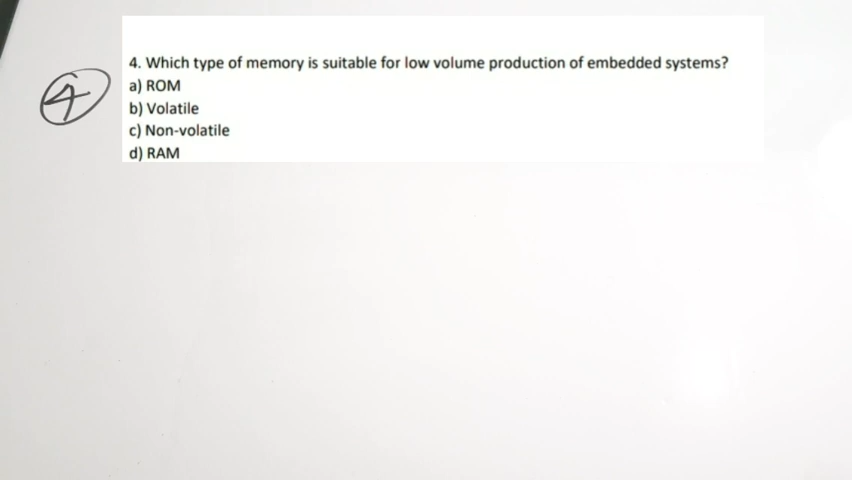 4. Which type of memory is suitable for low volume production of embedded systems?
④ a) ROM
b) Volatile
c) Non-volatile
d) RAM